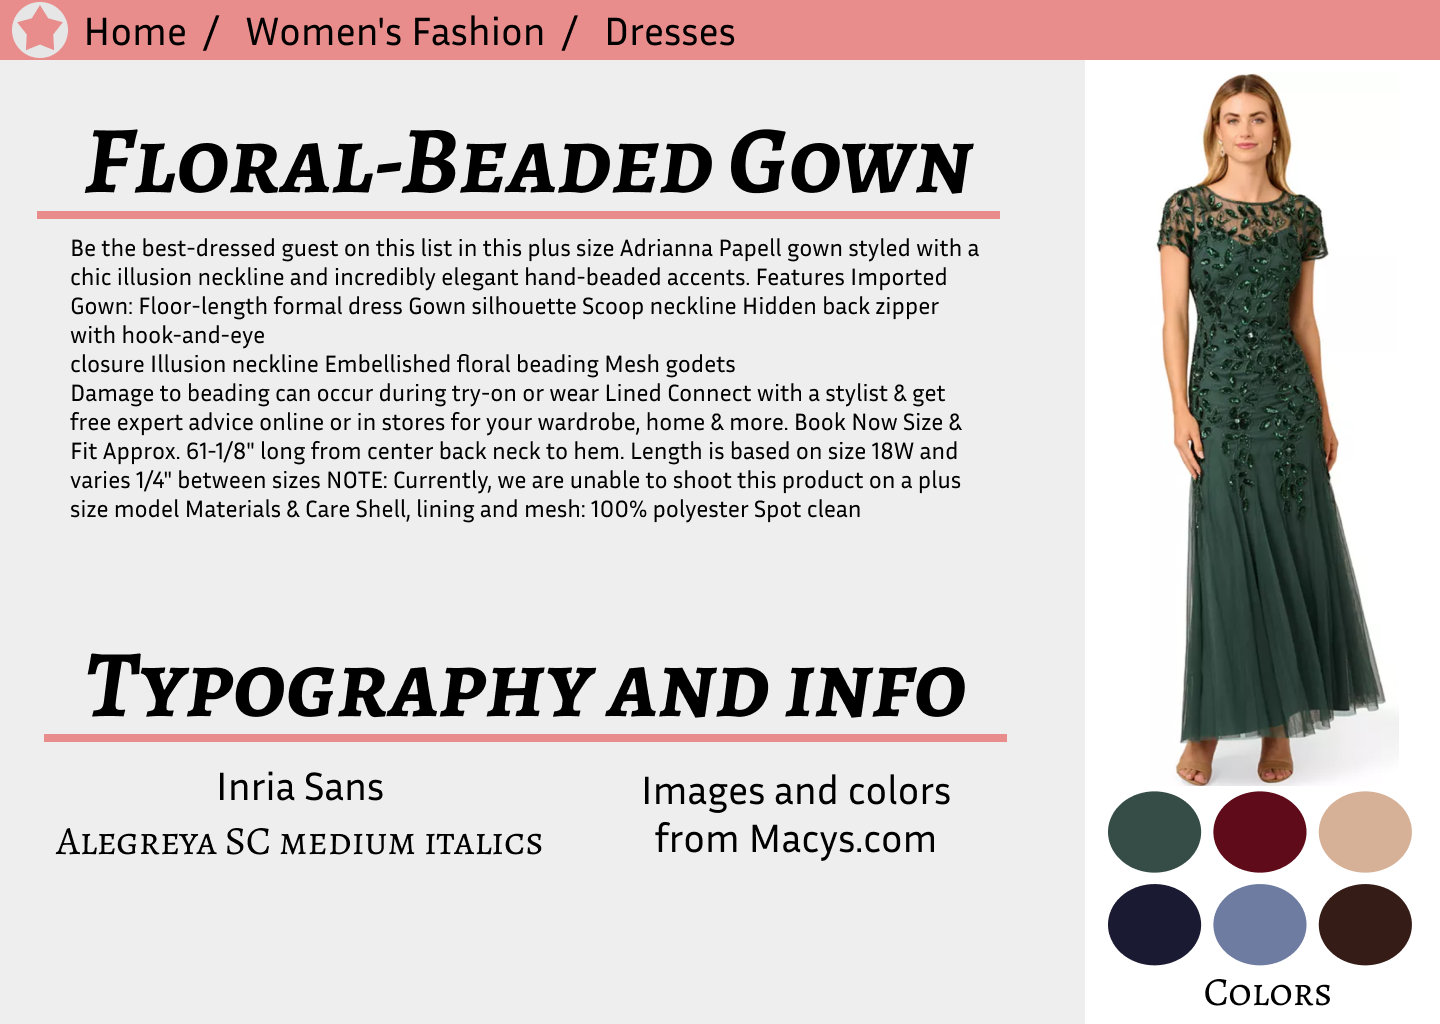 Home / Women's Fashion / Dresses
Floral-Beaded Gown
Be the best-dressed guest on this list in this plus size Adrianna Papell gown styled with a
chic illusion neckline and incredibly elegant hand-beaded accents. Features Imported
Gown: Floor-length formal dress Gown silhouette Scoop neckline Hidden back zipper
with hook-and-eye
closure Illusion neckline Embellished floral beading Mesh godets
Damage to beading can occur during try-on or wear Lined Connect with a stylist & get
free expert advice online or in stores for your wardrobe, home & more. Book Now Size &
Fit Approx. 61-1/8" long from center back neck to hem. Length is based on size 18W and
varies 1/4" between sizes NOTE: Currently, we are unable to shoot this product on a plus
size model Materials & Care Shell, lining and mesh: 100% polyester Spot clean
Typography and info
Inria Sans
Alegreya SC medium italics
Images and colors
from Macys.com
Colors